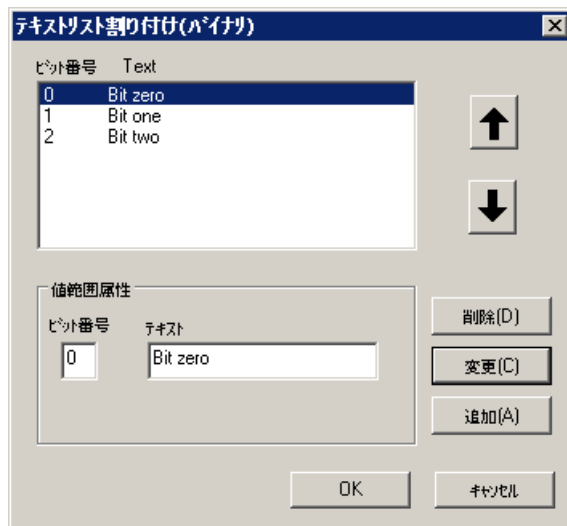 テキストリスト割り付け(バイナリ)
ビット番号 Text
0 Bit zero
1 Bit one
2 Bit two
値範囲属性
ビット番号 テキスト
0 Bit zero
削除(D)
変更(C)
追加(A)
OK キャンセル